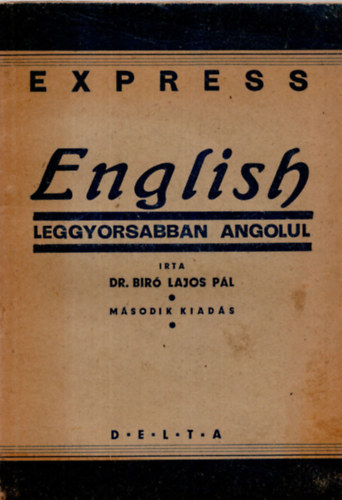 EXPRESS
English
LEGGYORSABBAN ANGOLUL
IRTA
DR. BIRÓ LAJOS PÁL
MÁSODIK KIADÁS
D•E•L•T•A